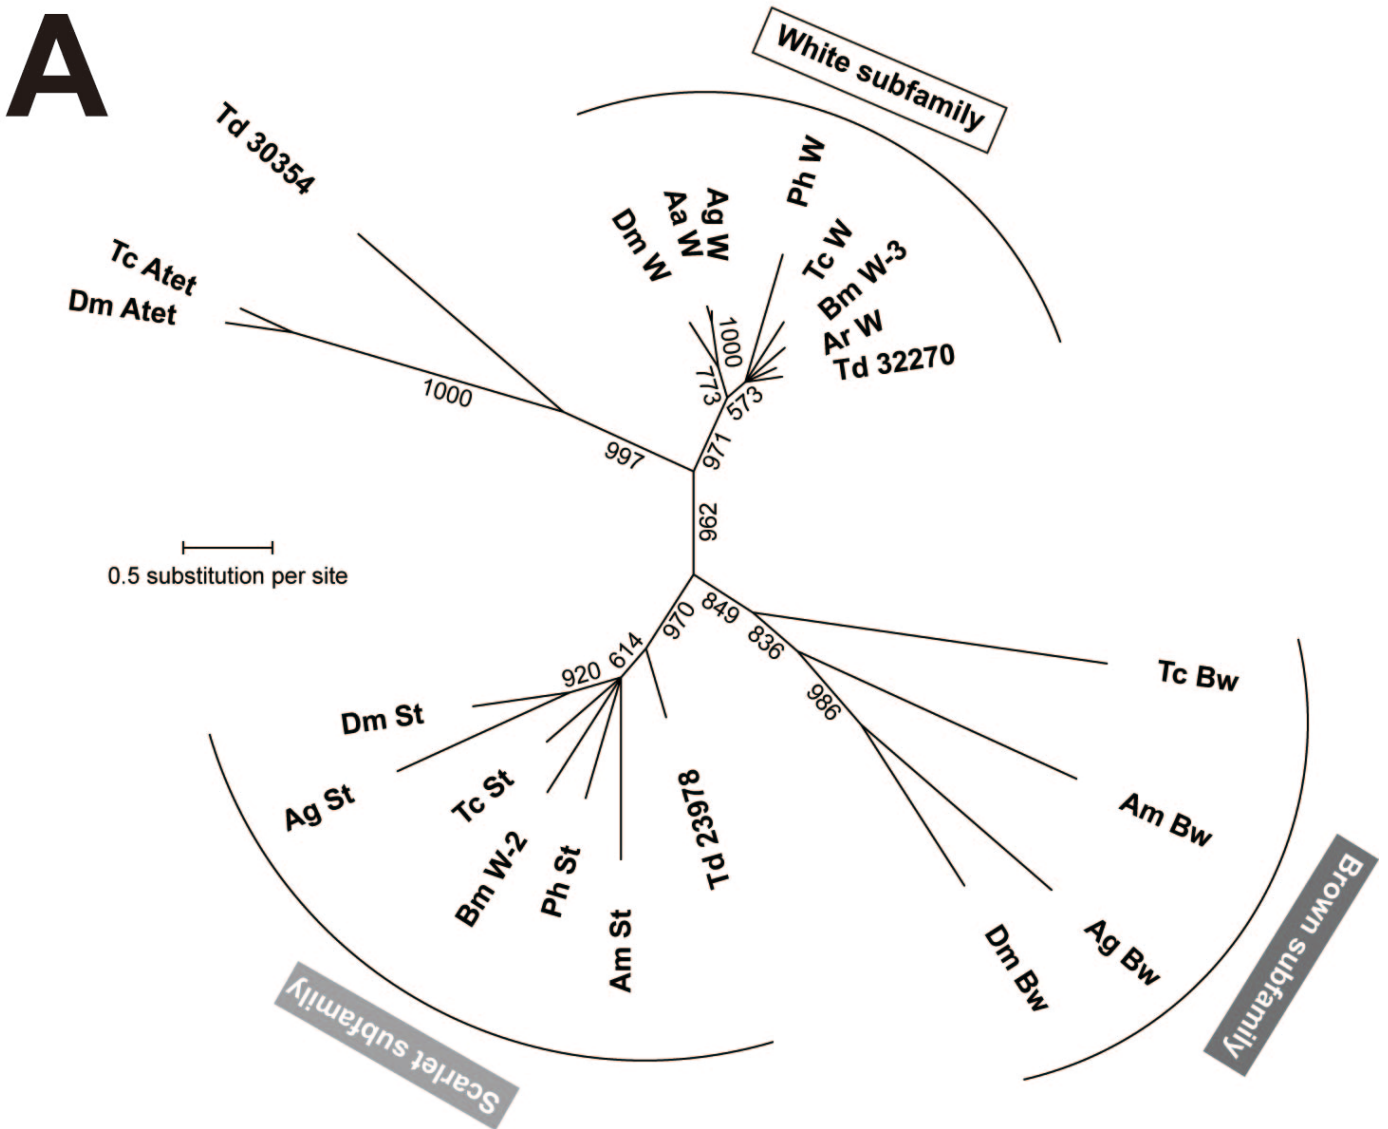 A
White subfamily
Td 30354
Tc Atet
Dm Atet
Dm W
Aa W
Ag W
Ph W
Tc W
Bm W-3
Ar W
Td 32270
1000
773
573
971
1000
997
962
0.5 substitution per site
849
836
986
970
614
920
Tc Bw
Am Bw
Ag Bw
Dm Bw
Brown subfamily
Dm St
Ag St
Tc St
Bm W-2
Ph St
Am St
Td 23978
Scarlet subfamily